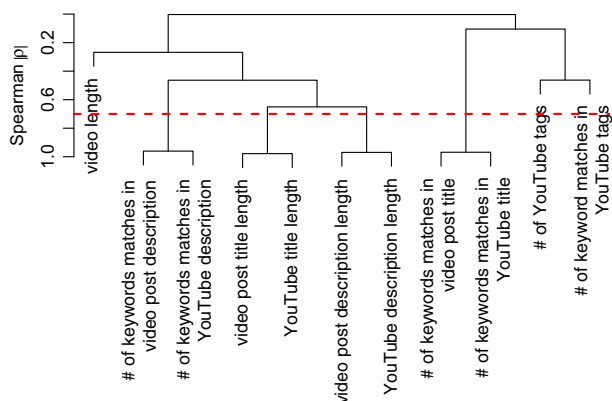 Spearman |ρ|
0.2
0.6
1.0
video length
# of keywords matches in
video post description
# of keywords matches in
YouTube description
video post title length
YouTube title length
video post description length
YouTube description length
# of keywords matches in
video post title
# of keywords matches in
YouTube title
# of YouTube tags
# of keyword matches in
YouTube tags